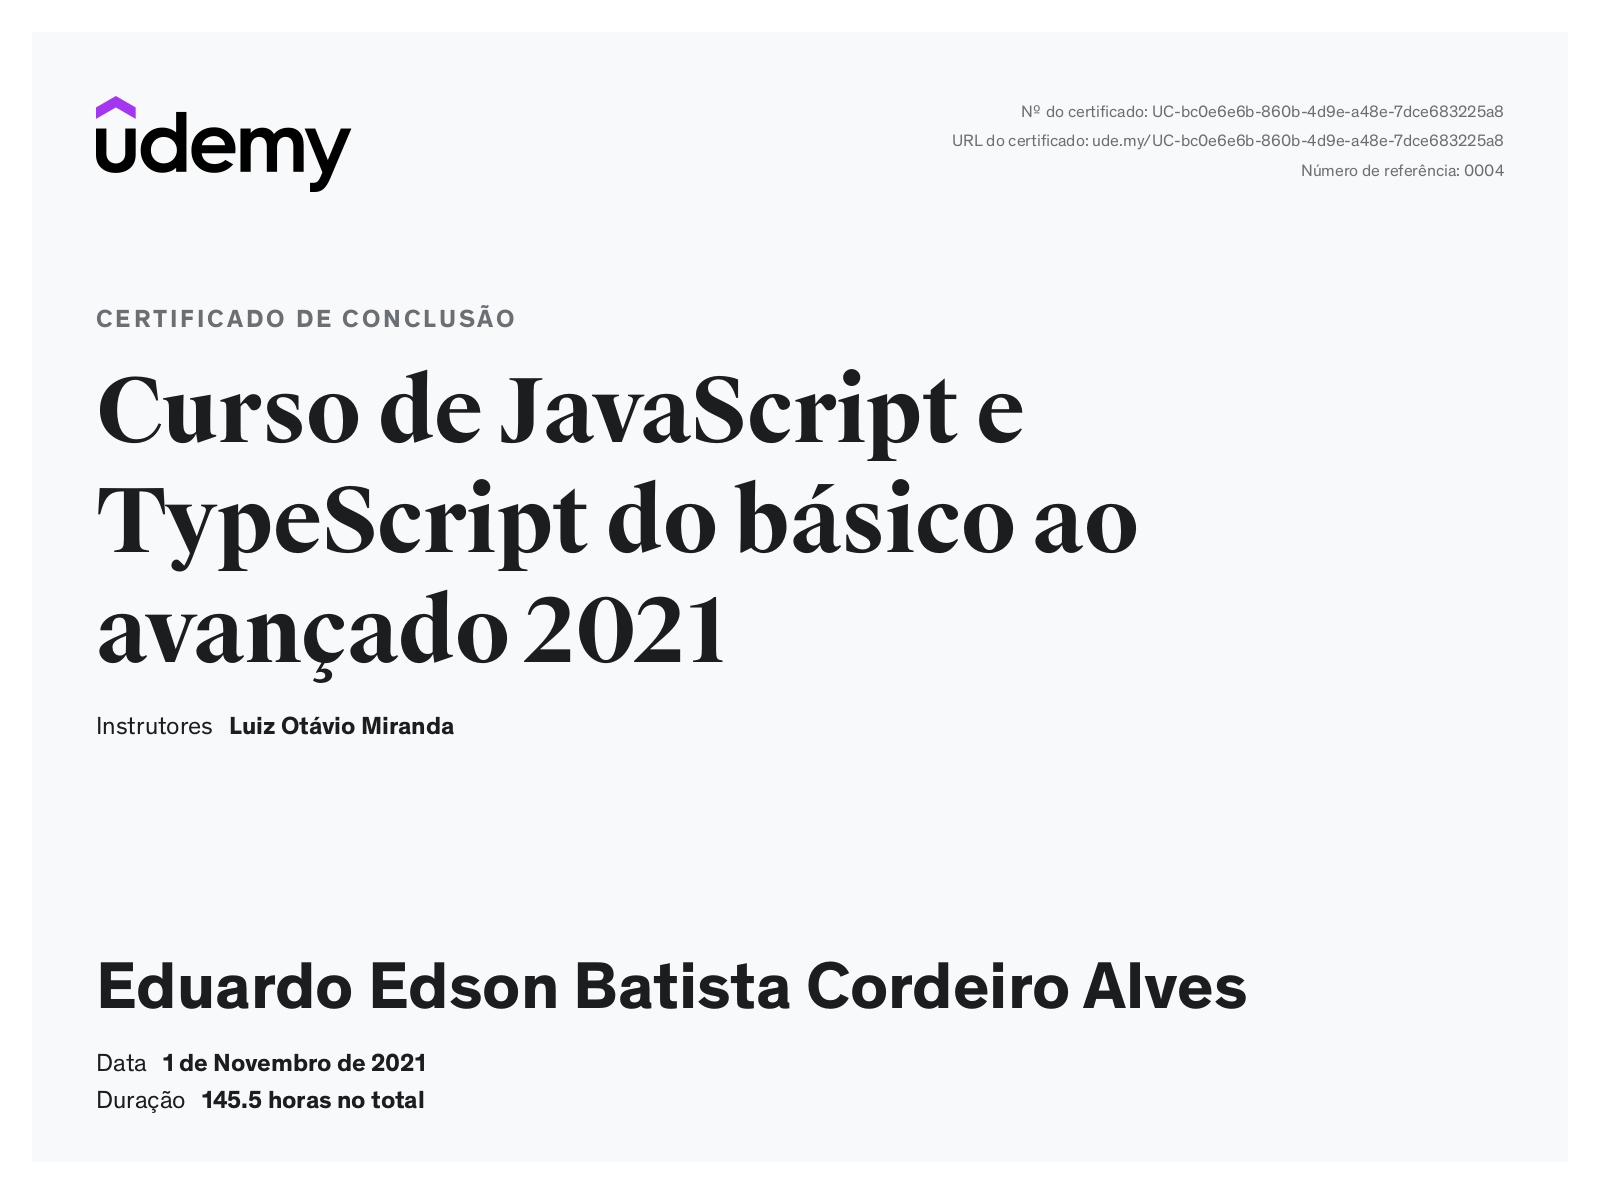 udemy
Nº do certificado: UC-bc0e6e6b-860b-4d9e-a48e-7dce683225a8
URL do certificado: ude.my/UC-bc0e6e6b-860b-4d9e-a48e-7dce683225a8
Número de referência: 0004
CERTIFICADO DE CONCLUSÃO
Curso de JavaScript e
TypeScript do básico ao
avançado 2021
Instrutores Luiz Otávio Miranda
Eduardo Edson Batista Cordeiro Alves
Data 1 de Novembro de 2021
Duração 145.5 horas no total